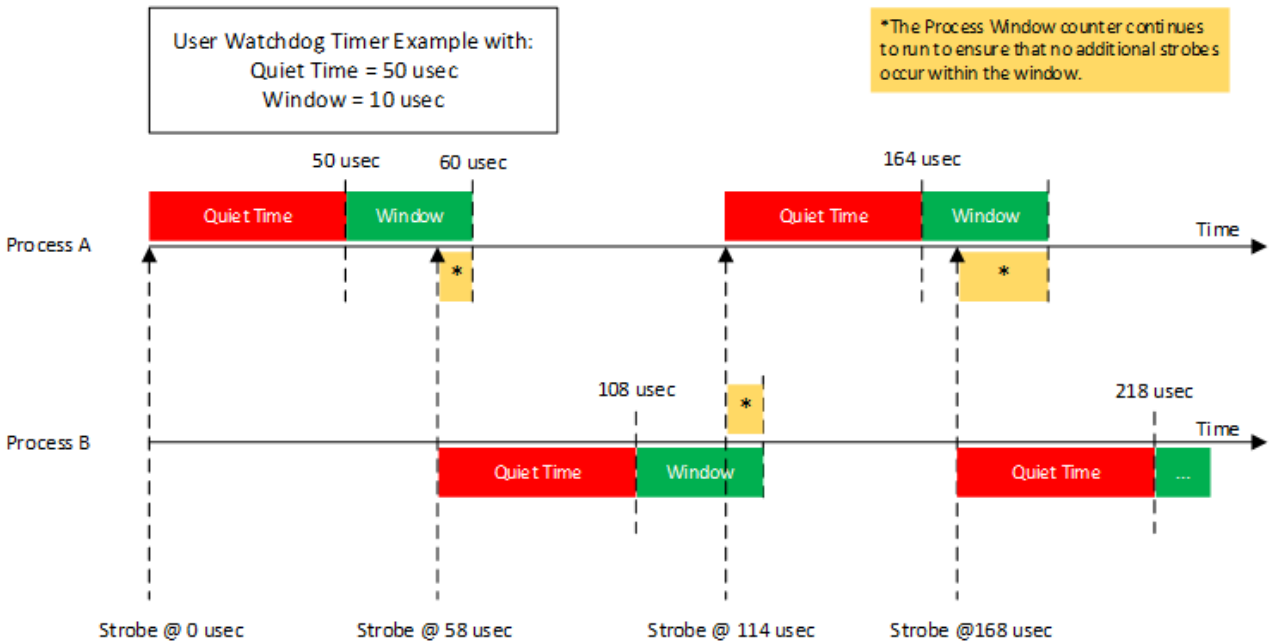 User Watchdog Timer Example with:
Quiet Time = 50 usec
Window = 10 usec
*The Process Window counter continues
to run to ensure that no additional strobes
occur within the window.
50 usec
60 usec
164 usec
Quiet Time
Window
Quiet Time
Window
Time
Process A
*
*
108 usec
*
218 usec
Process B
Time
Quiet Time
Window
Quiet Time
...
Strobe @ 0 usec
Strobe @ 58 usec
Strobe @ 114 usec
Strobe @168 usec